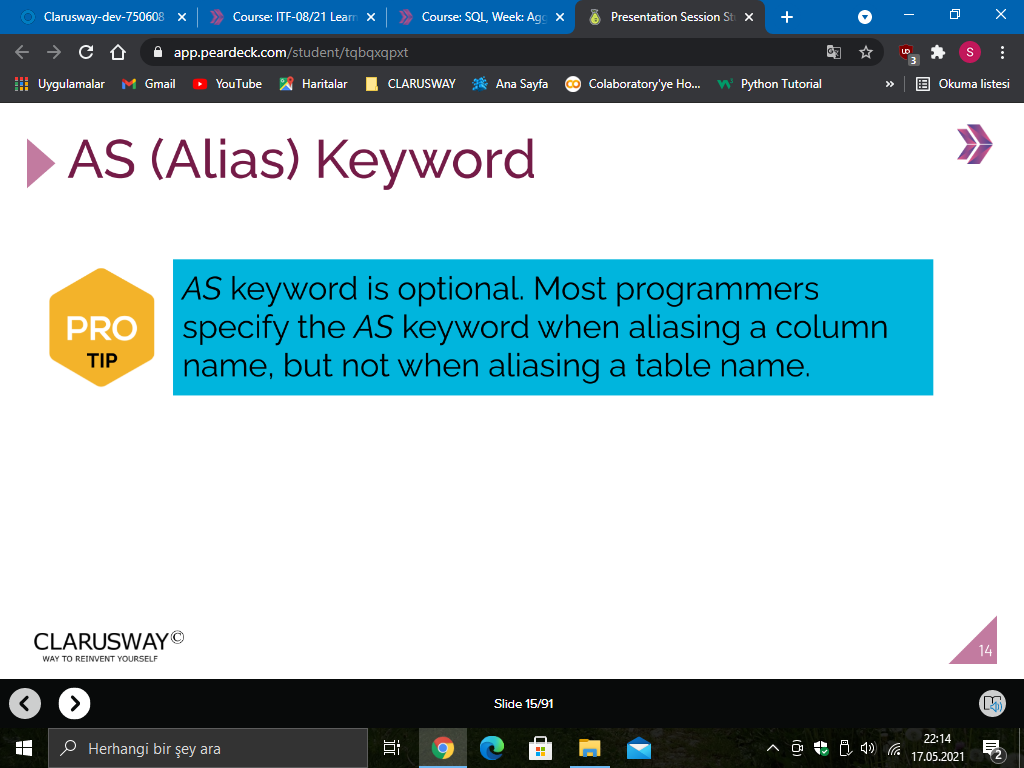 Clarusway-dev-750608
Course: ITF-08/21 Learn
Course: SQL, Week: Agg
Presentation Session St
app.peardeck.com/student/tqbqxqpxt
3
S
Uygulamalar
Gmail
YouTube
Haritalar
CLARUSWAY
Ana Sayfa
Colaboratory'ye Ho...
Python Tutorial
»
Okuma listesi
AS (Alias) Keyword
PRO
TIP
AS keyword is optional. Most programmers
specify the AS keyword when aliasing a column
name, but not when aliasing a table name.
CLARUSWAY©
WAY TO REINVENT YOURSELF
14
Slide 15/91
Herhangi bir şey ara
22:14
17.05.2021
2